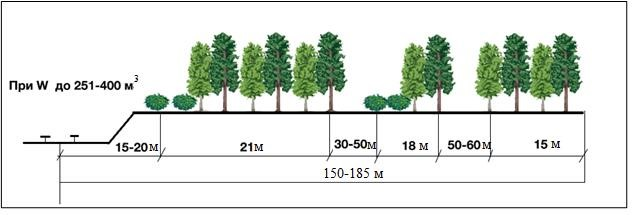 При W до 251-400 м³
15-20м 21м 30-50м 18 м 50-60м 15 м
150-185 м